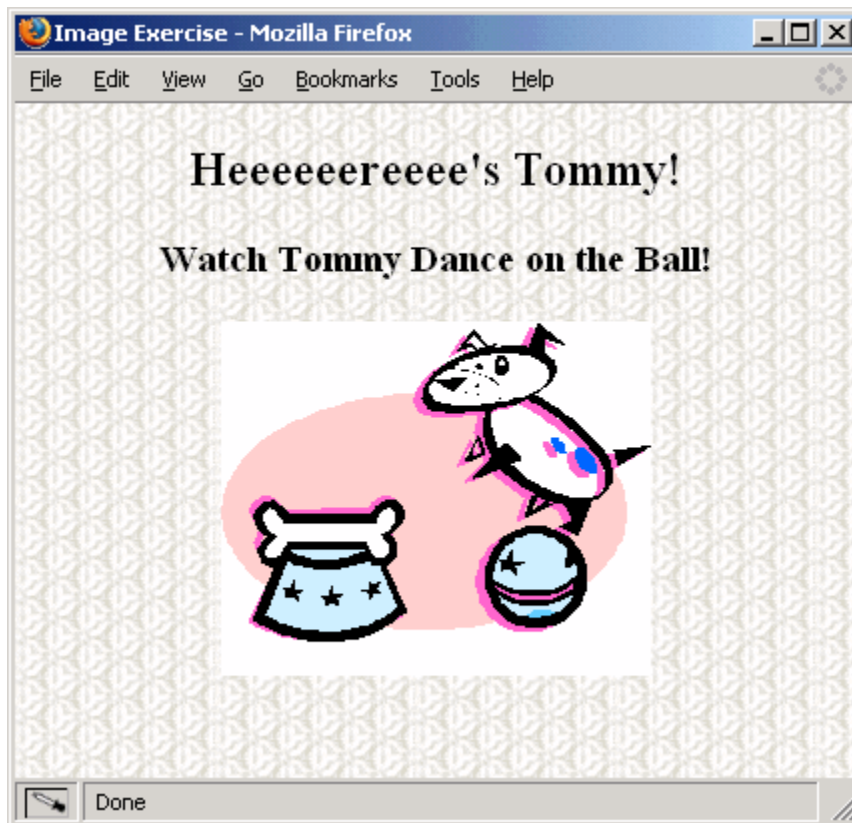 Image Exercise - Mozilla Firefox
File Edit View Go Bookmarks Tools Help
Heeeeeereeee's Tommy!
Watch Tommy Dance on the Ball!
Done